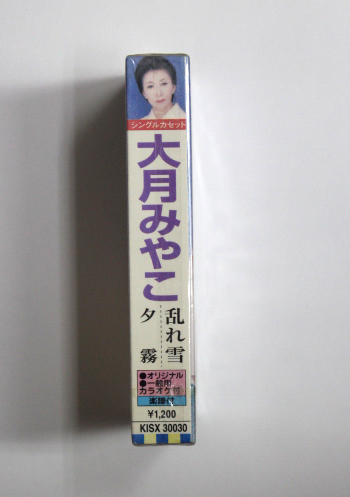 シングルカセット
大月みやこ
乱れ雪
夕霧
●オリジナル
●一般用
カラオケ付
楽譜付
¥1,200
KISX 30030